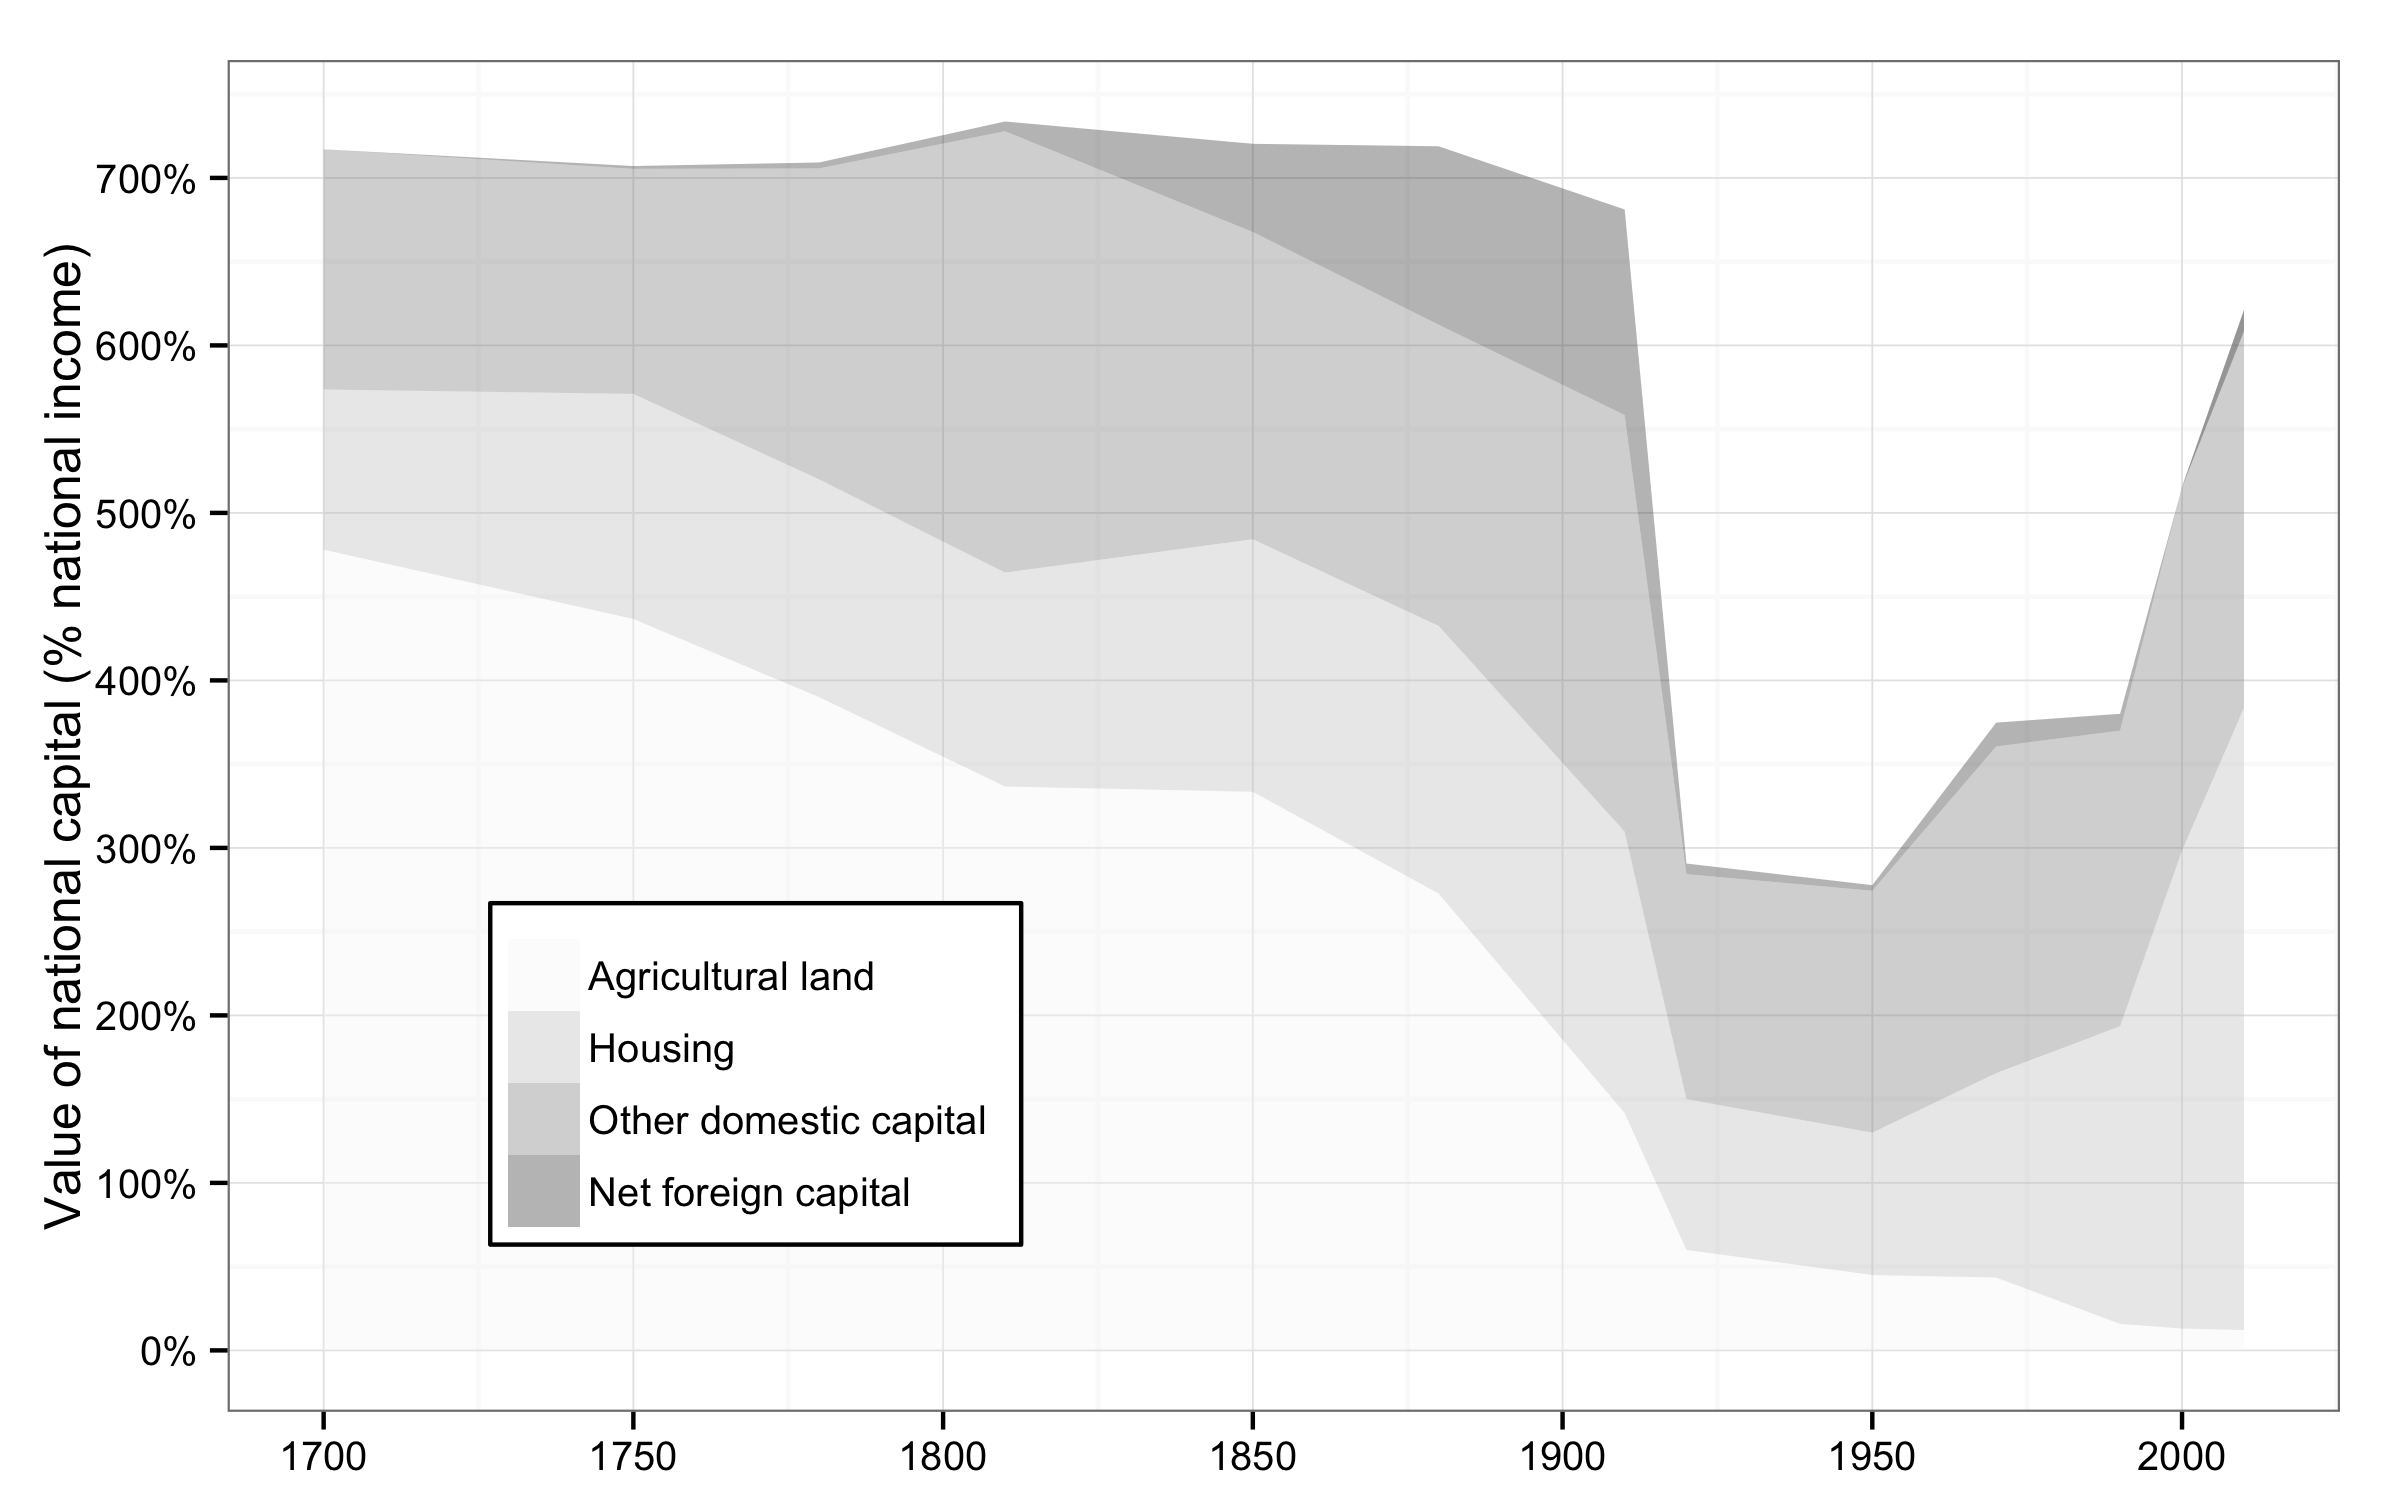 Value of national capital (% national income)
700%
600%
500%
400%
300%
200%
100%
0%
Agricultural land
Housing
Other domestic capital
Net foreign capital
1700 1750 1800 1850 1900 1950 2000